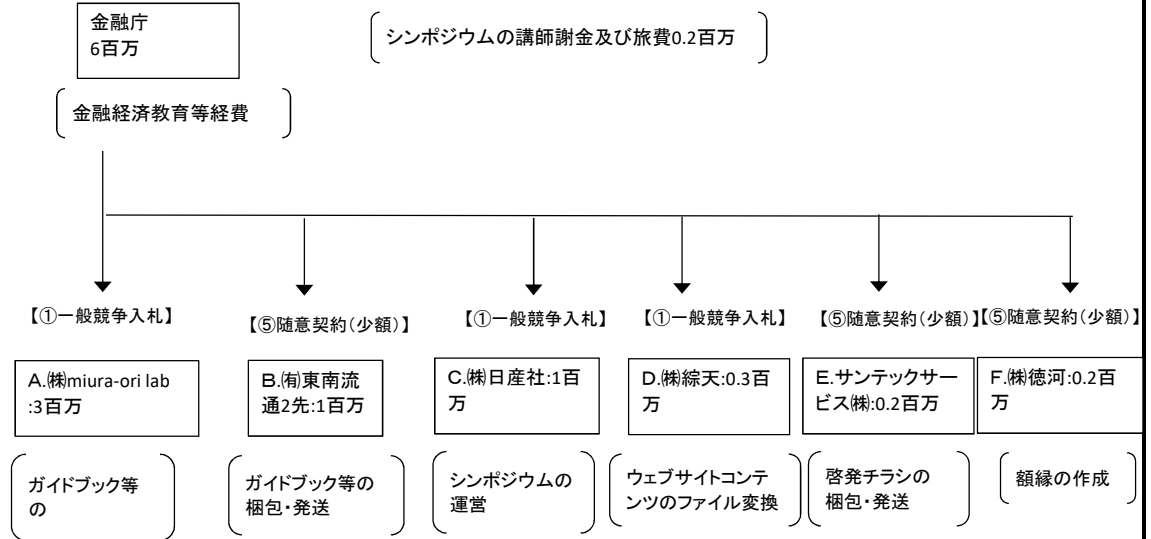 金融庁
6百万
シンポジウムの講師謝金及び旅費0.2百万
金融経済教育等経費
【①一般競争入札】
【⑤随意契約(少額)】
【①一般競争入札】
【①一般競争入札】
【⑤随意契約(少額)】
【⑤随意契約(少額)】
A.㈱miura-ori lab
:3百万
B.㈲東南流
通2先:1百万
C.㈱日産社:1百
万
D.㈱綜天:0.3百
万
E.サンテックサー
ビス㈱:0.2百万
F.㈱徳河:0.2百
万
ガイドブック等
の
ガイドブック等の
梱包・発送
シンポジウムの
運営
ウェブサイトコンテ
ンツのファイル変換
啓発チラシの
梱包・発送
額縁の作成